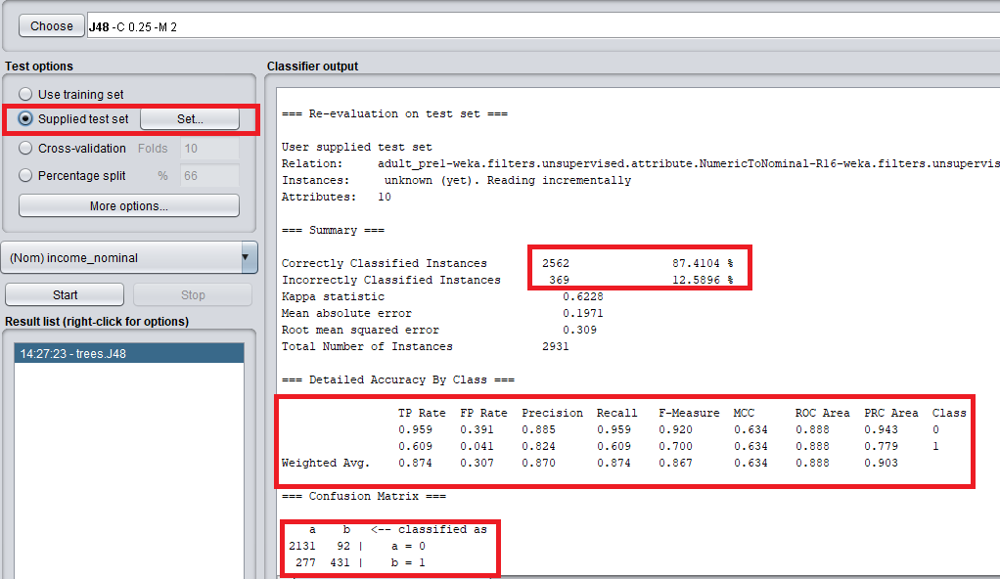 Choose J48 -C 0.25 -M 2
Test options
Use training set
Supplied test set Set...
Cross-validation Folds 10
Percentage split % 66
More options...
(Nom) income_nominal
Start Stop
Result list (right-click for options)
14:27:23 - trees.J48
Classifier output
=== Re-evaluation on test set ===
User supplied test set
Relation: adult_prel-weka.filters.unsupervised.attribute.NumericToNominal-R16-weka.filters.unsupervis
Instances: unknown (yet). Reading incrementally
Attributes: 10
=== Summary ===
Correctly Classified Instances 2562 87.4104 %
Incorrectly Classified Instances 369 12.5896 %
Kappa statistic 0.6228
Mean absolute error 0.1971
Root mean squared error 0.309
Total Number of Instances 2931
=== Detailed Accuracy By Class ===
TP Rate FP Rate Precision Recall F-Measure MCC ROC Area PRC Area Class
0.959 0.391 0.885 0.959 0.920 0.634 0.888 0.943 0
0.609 0.041 0.824 0.609 0.700 0.634 0.888 0.779 1
Weighted Avg. 0.874 0.307 0.870 0.874 0.867 0.634 0.888 0.903
=== Confusion Matrix ===
a b <-- classified as
2131 92 | a = 0
277 431 | b = 1